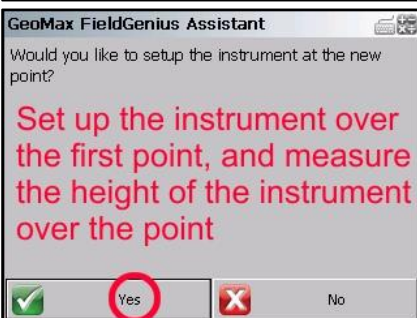 GeoMax FieldGenius Assistant
Would you like to setup the instrument at the new
point?
Set up the instrument over
the first point, and measure
the height of the instrument
over the point
Yes
No